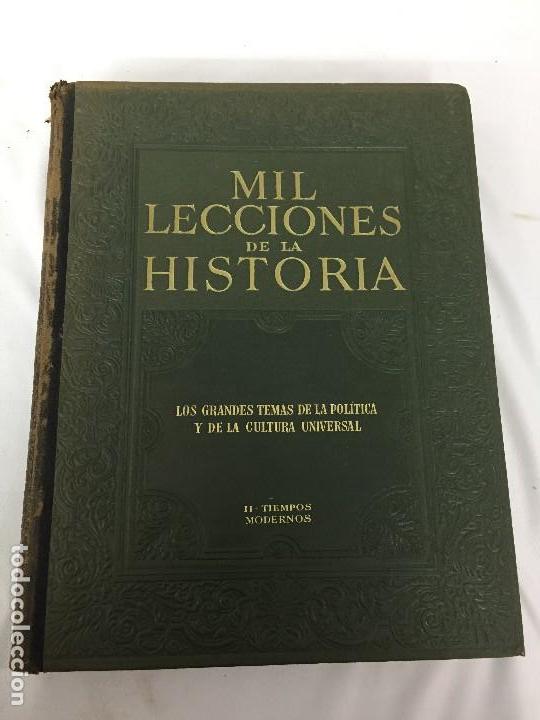 MIL
LECCIONES
DE LA
HISTORIA
LOS GRANDES TEMAS DE LA POLÍTICA
Y DE LA CULTURA UNIVERSAL
II - TIEMPOS
MODERNOS
todocoleccion.net